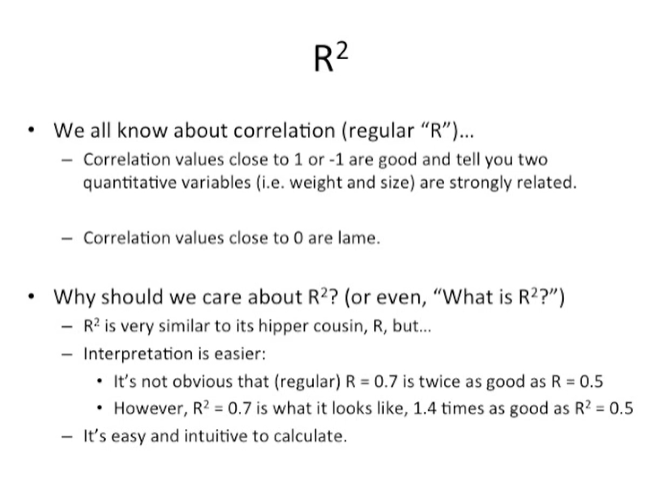 R²
• We all know about correlation (regular “R”)...
– Correlation values close to 1 or -1 are good and tell you two
quantitative variables (i.e. weight and size) are strongly related.
– Correlation values close to 0 are lame.
• Why should we care about R²? (or even, “What is R²?”)
– R² is very similar to its hipper cousin, R, but...
– Interpretation is easier:
• It’s not obvious that (regular) R = 0.7 is twice as good as R = 0.5
• However, R² = 0.7 is what it looks like, 1.4 times as good as R² = 0.5
– It’s easy and intuitive to calculate.